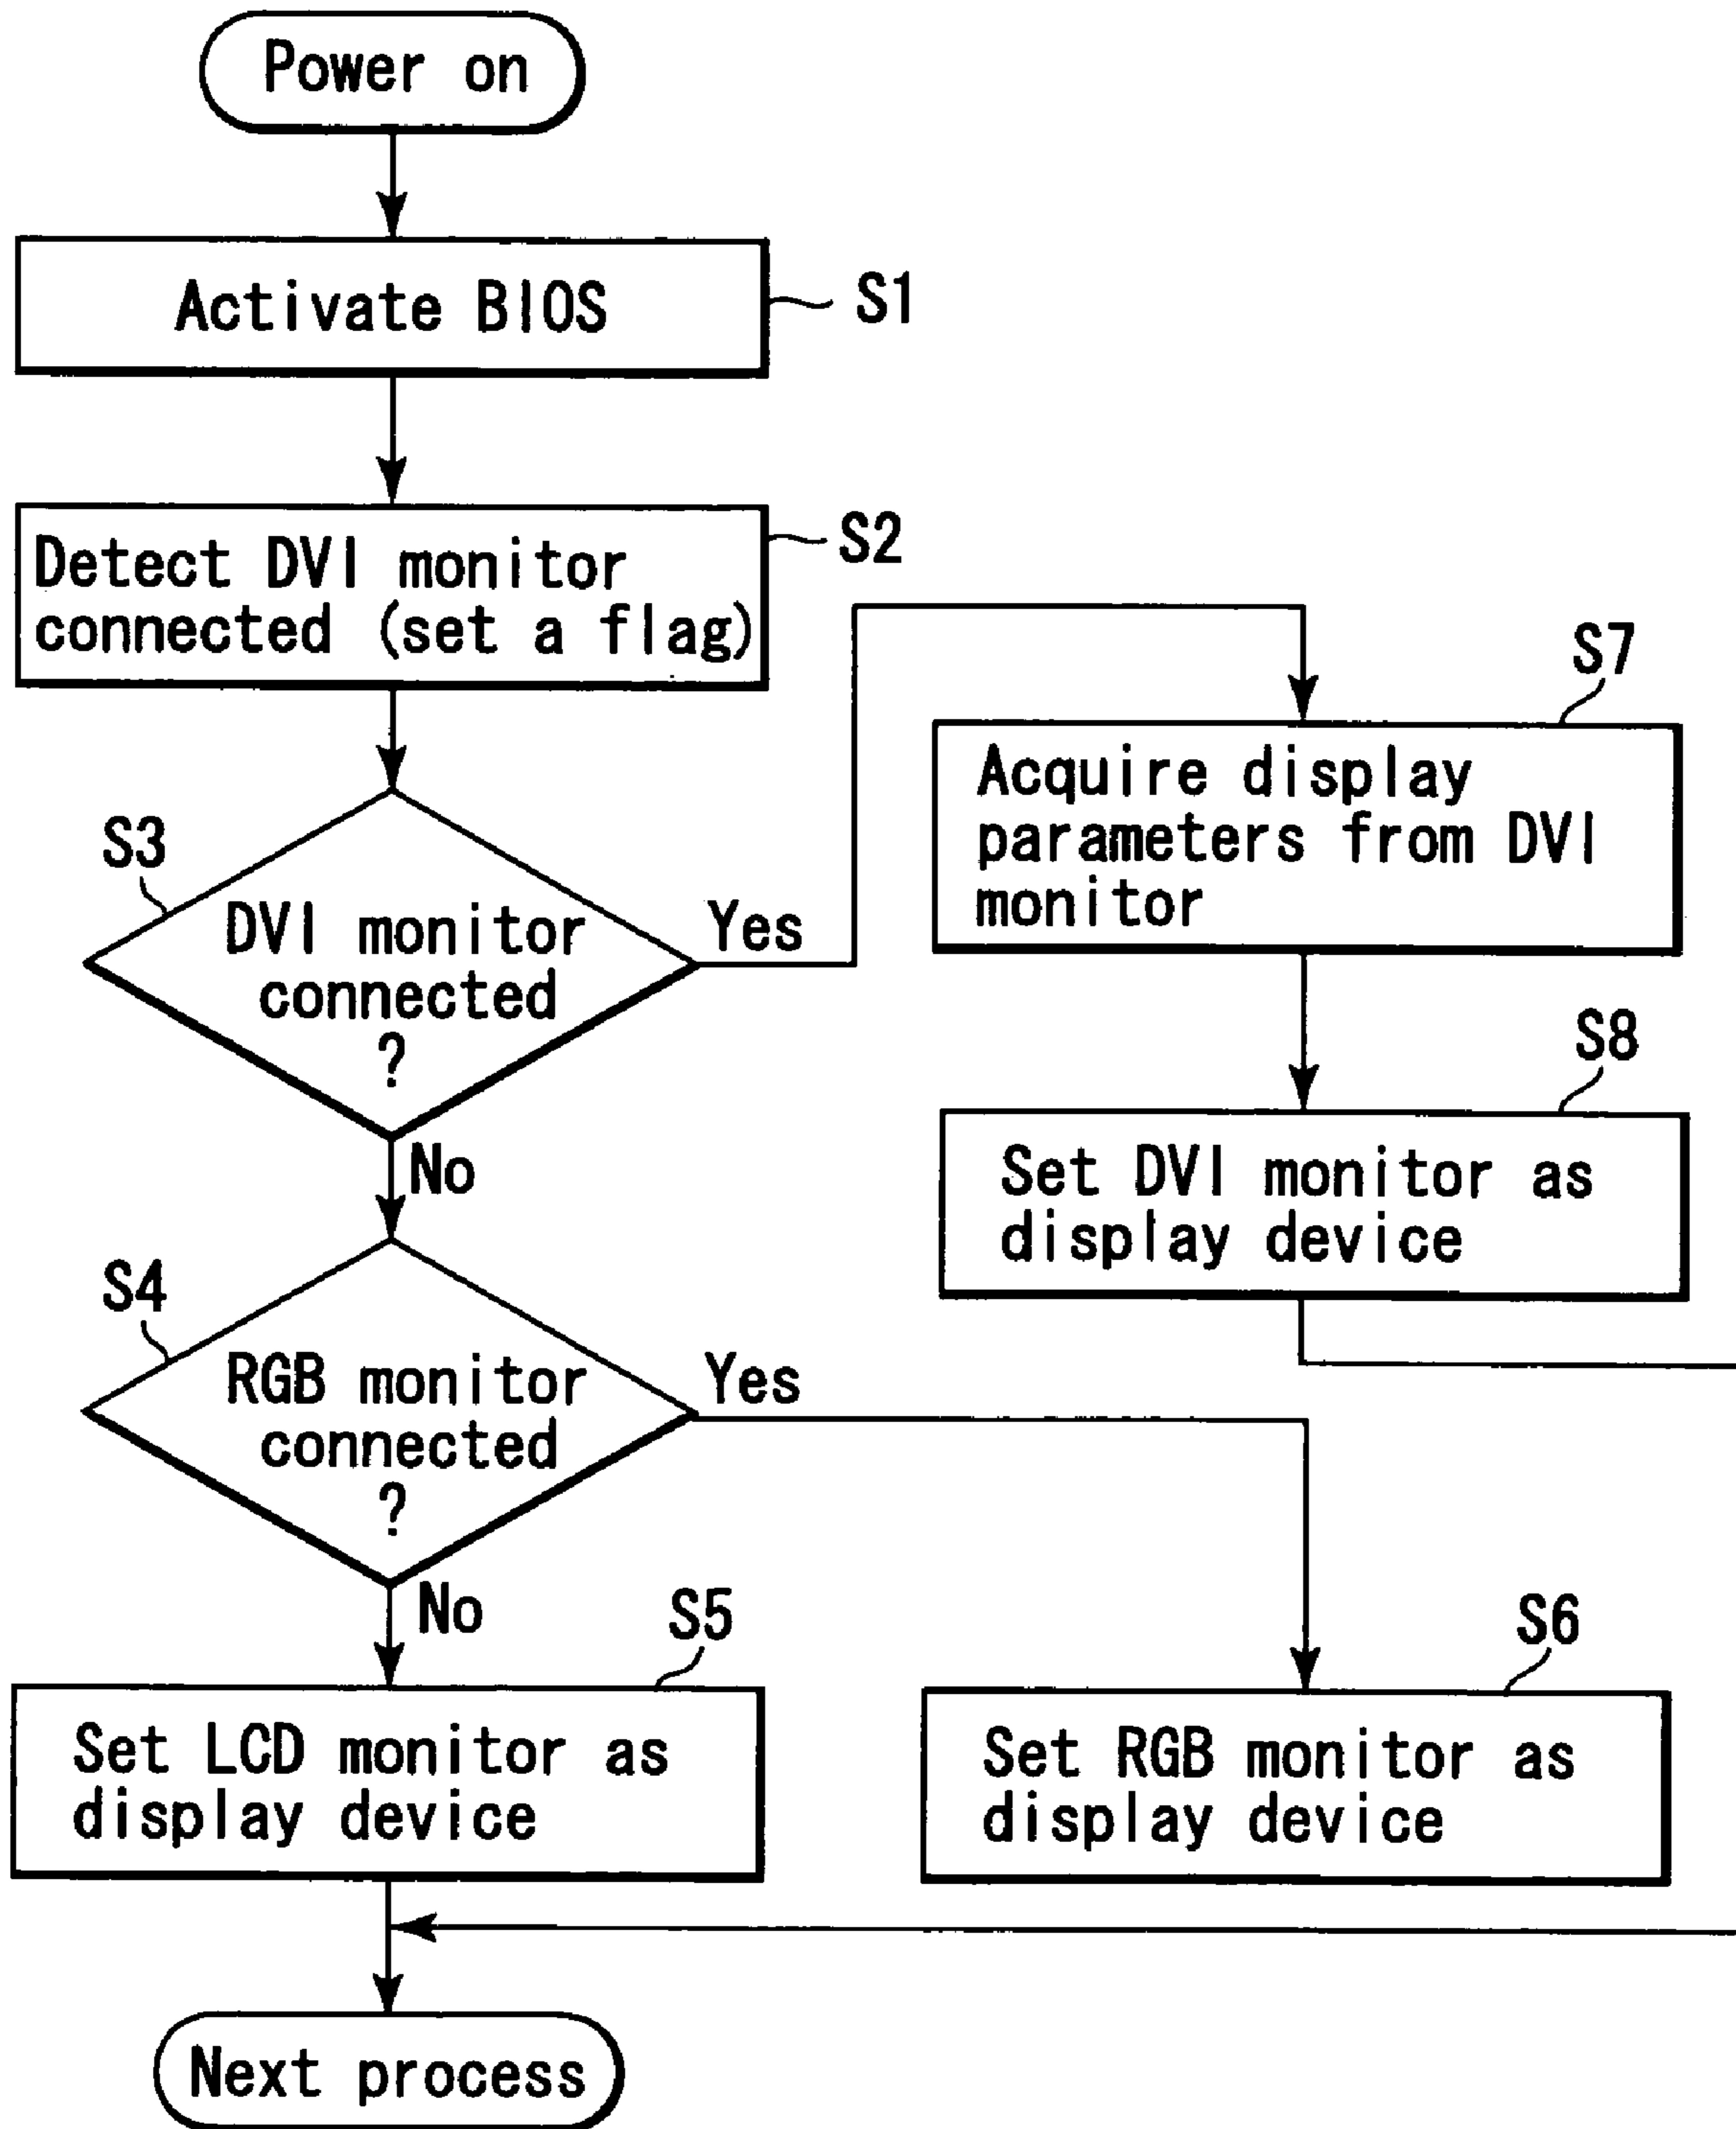 Power on
Activate BIOS
S1
Detect DVI monitor
connected (set a flag)
S2
S3
DVI monitor
connected
?
Yes
No
S7
Acquire display
parameters from DVI
monitor
S8
Set DVI monitor as
display device
S4
RGB monitor
connected
?
Yes
No
S5
Set LCD monitor as
display device
S6
Set RGB monitor as
display device
Next process